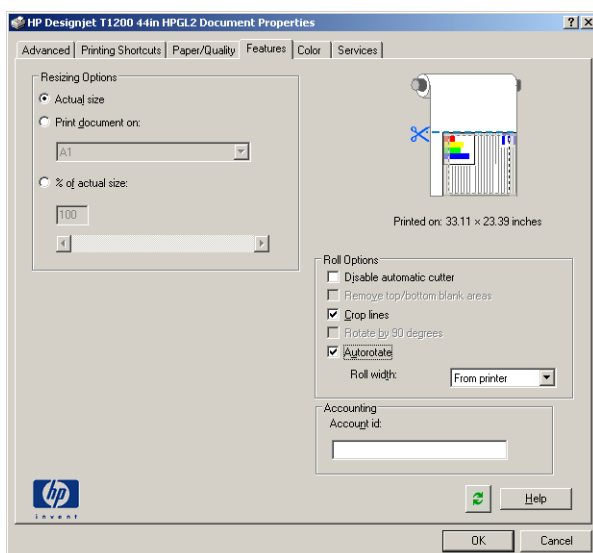 HP Designjet T1200 44in HPGL2 Document Properties
Advanced Printing Shortcuts Paper/Quality Features Color Services
Resizing Options
Actual size
Print document on:
A1
% of actual size:
100
Printed on: 33.11 × 23.39 inches
Roll Options
Disable automatic cutter
Remove top/bottom blank areas
Crop lines
Rotate by 90 degrees
Autorotate
Roll width: From printer
Accounting
Account id:
hp
invent
Help
OK Cancel